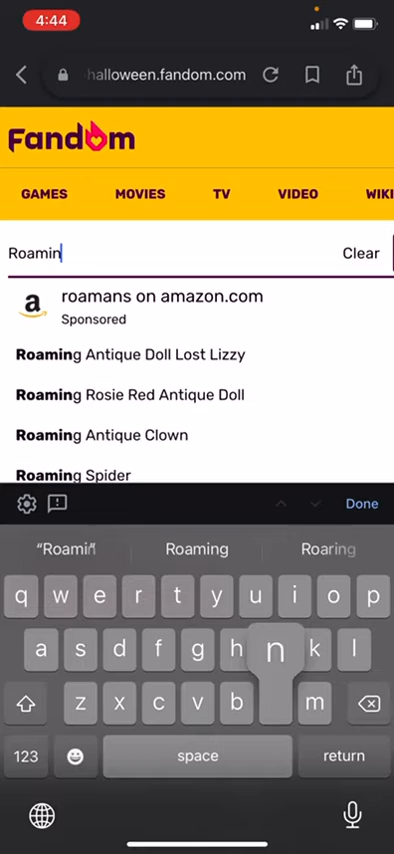 4:44
halloween.fandom.com
Fandom
GAMES MOVIES TV VIDEO WIKI
Roamin Clear
a roamans on amazon.com
Sponsored
Roaming Antique Doll Lost Lizzy
Roaming Rosie Red Antique Doll
Roaming Antique Clown
Roaming Spider
Done
Roaming Roaring
q w e r t y u i o p
a s d f g h n k l
z x c v b m
123 space return